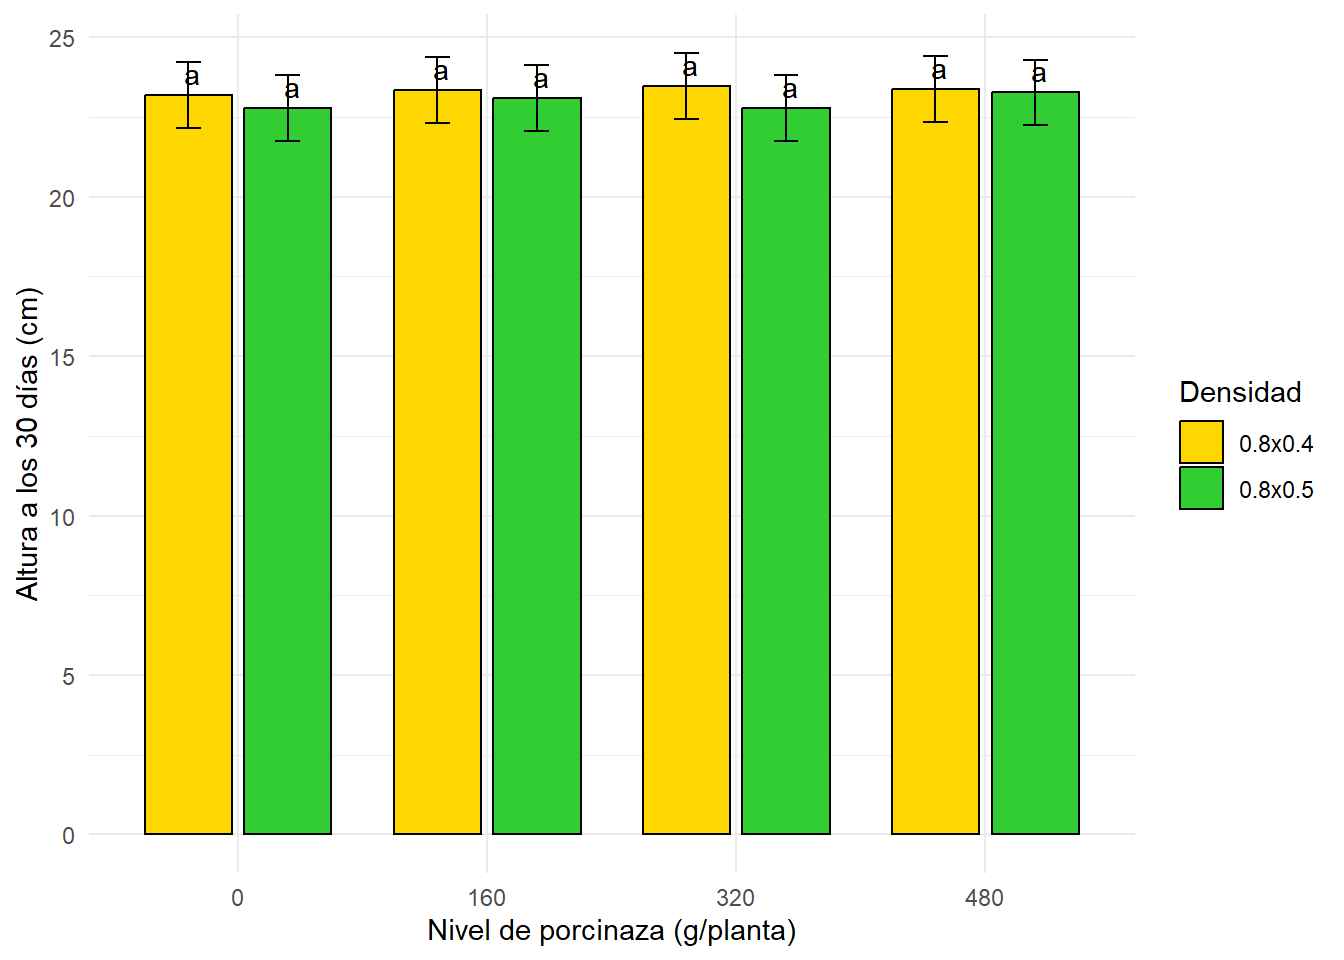 25
20
15
10
5
0
Altura a los 30 días (cm)
a a a a a a a a
0 160 320 480
Nivel de porcinaza (g/planta)
Densidad
0.8x0.4
0.8x0.5